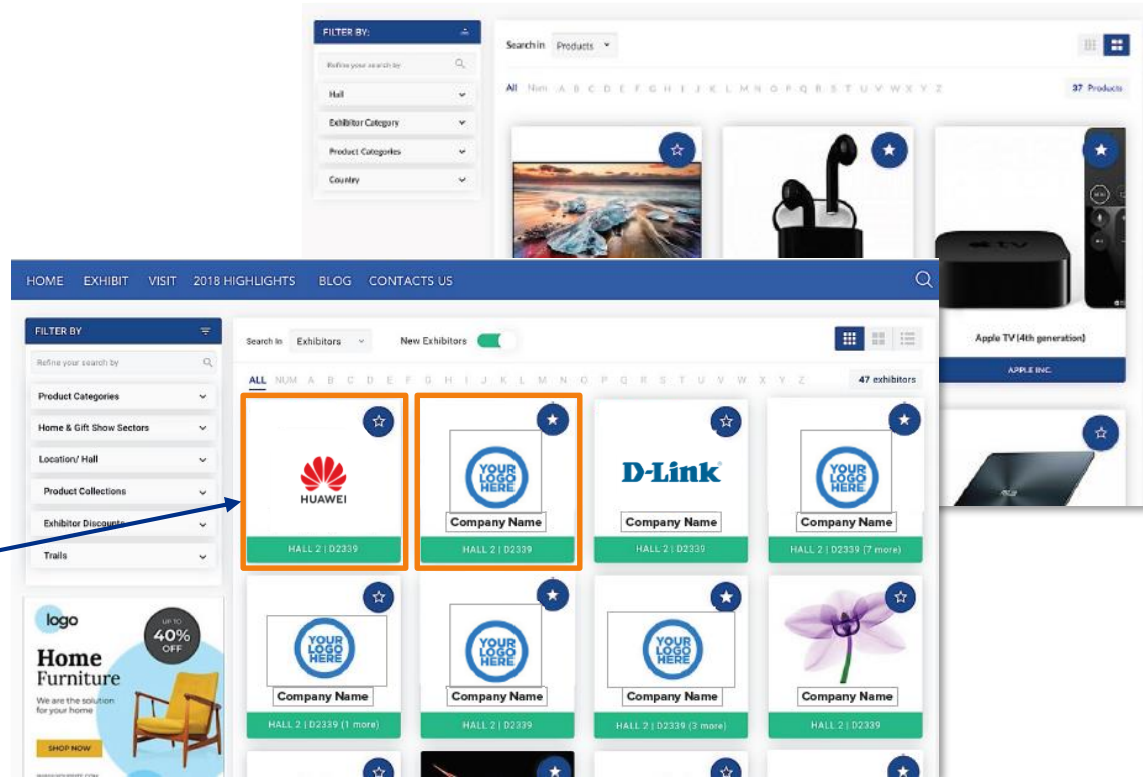 FILTER BY:
Search in Products
Refine your search by
All Num A B C D E F G H I J K L M N O P Q R S T U V W X Y Z 37 Products
Hall
Exhibitor Category
Product Categories
Country
tv
MENU
Apple TV (4th generation)
APPLE INC.
HOME EXHIBIT VISIT 2018 HIGHLIGHTS BLOG CONTACTS US
FILTER BY
Search In Exhibitors New Exhibitors
Refine your search by
ALL NUM A B C D E F G H I J K L M N O P Q R S T U V W X Y Z 47 exhibitors
Product Categories
Home & Gift Show Sectors
Location/ Hall
Product Collections
Exhibitor Discounts
Trails
HUAWEI
HALL 2 | D2339
YOUR
LOGO
HERE
Company Name
HALL 2 | D2339
D-Link
Company Name
HALL 2 | D2339
YOUR
LOGO
HERE
Company Name
HALL 2 | D2339 (7 more)
YOUR
LOGO
HERE
Company Name
HALL 2 | D2339 (1 more)
YOUR
LOGO
HERE
Company Name
HALL 2 | D2339
YOUR
LOGO
HERE
Company Name
HALL 2 | D2339 (3 more)
Company Name
HALL 2 | D2339
logo
UP TO
40%
OFF
Home
Furniture
We are the solution
for your home
SHOP NOW